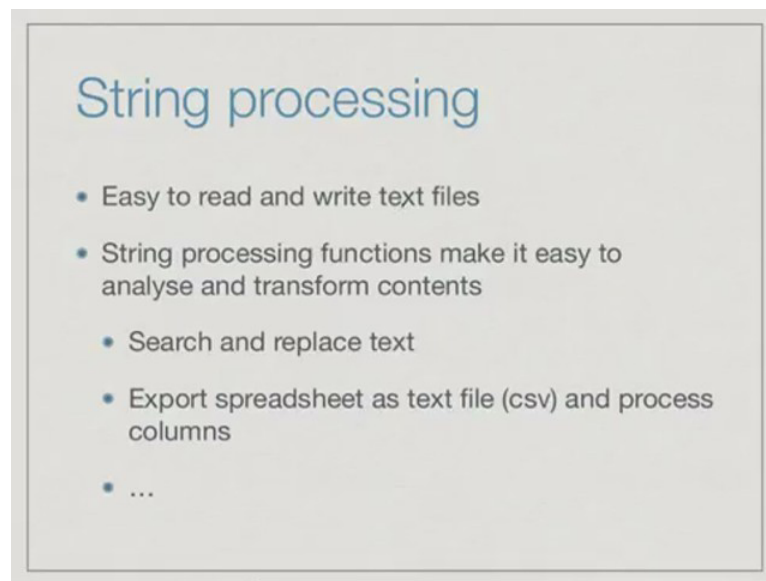 String processing
• Easy to read and write text files
• String processing functions make it easy to
analyse and transform contents
• Search and replace text
• Export spreadsheet as text file (csv) and process
columns
• ...